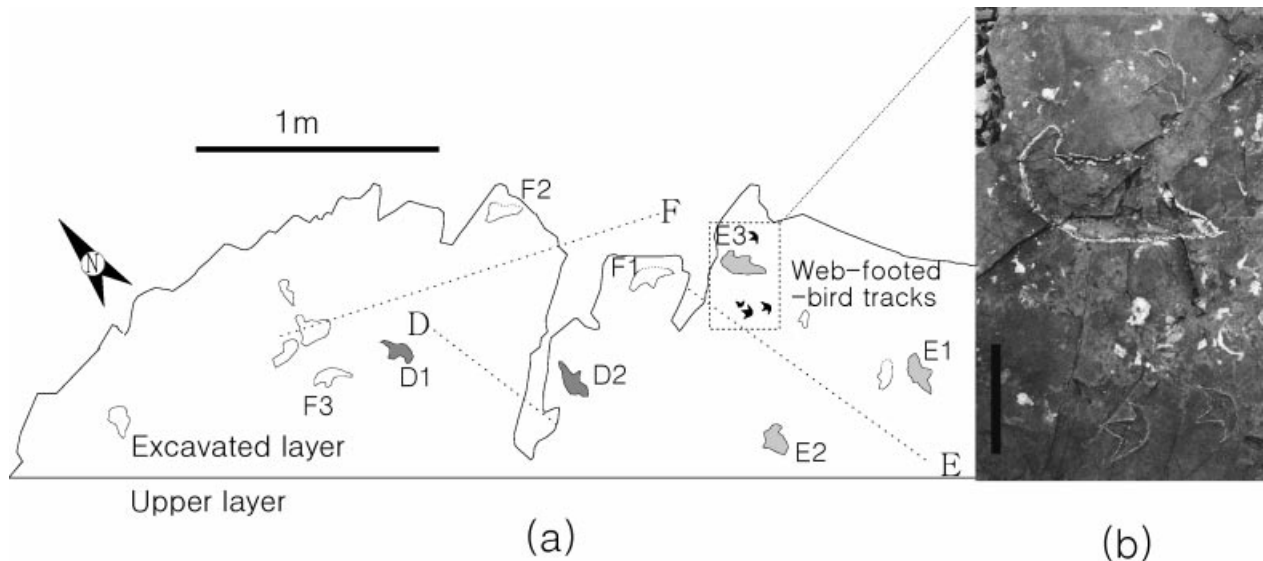 1m
F2
F
N
E3
F1
Web-footed
-bird tracks
D
E1
D1
D2
F3
E2
E
Excavated layer
Upper layer
(a)
(b)